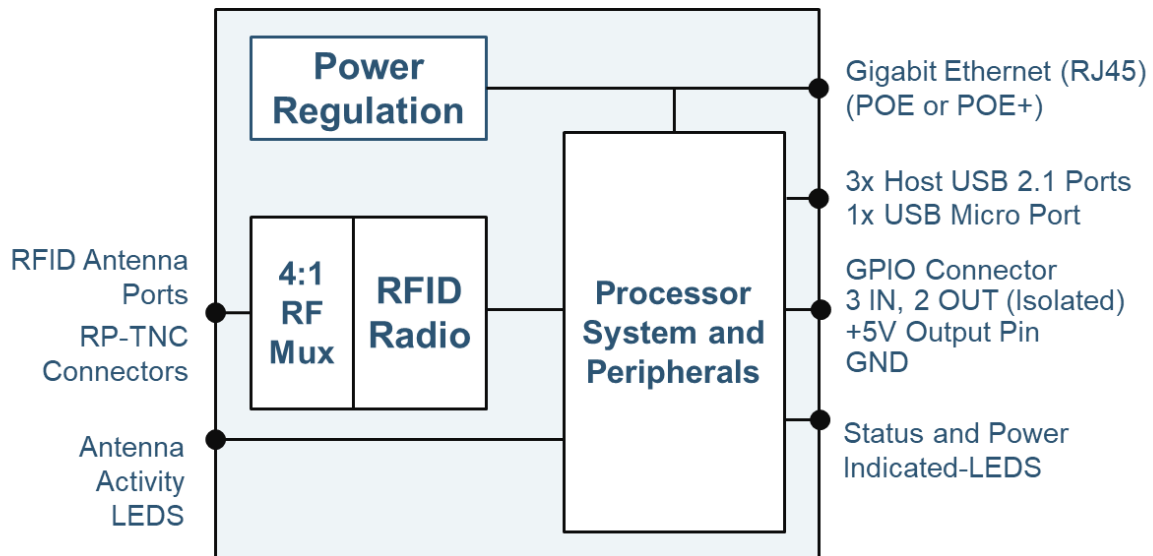 Power
Regulation
Gigabit Ethernet (RJ45)
(POE or POE+)
3x Host USB 2.1 Ports
1x USB Micro Port
RFID Antenna
Ports
RP-TNC
Connectors
4:1
RF
Mux
RFID
Radio
Processor
System and
Peripherals
GPIO Connector
3 IN, 2 OUT (Isolated)
+5V Output Pin
GND
Antenna
Activity
LEDS
Status and Power
Indicated-LEDS